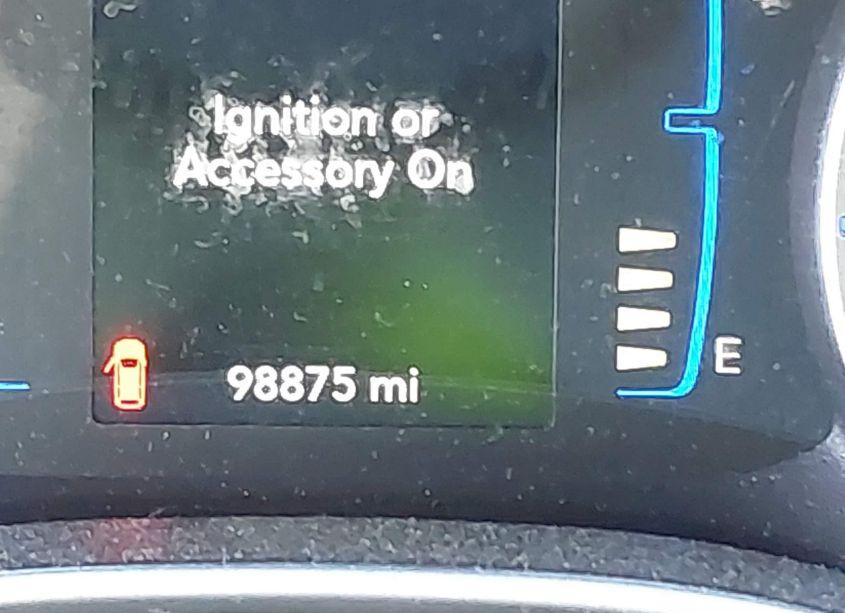 Ignition or
Accessory On
E
98875 mi